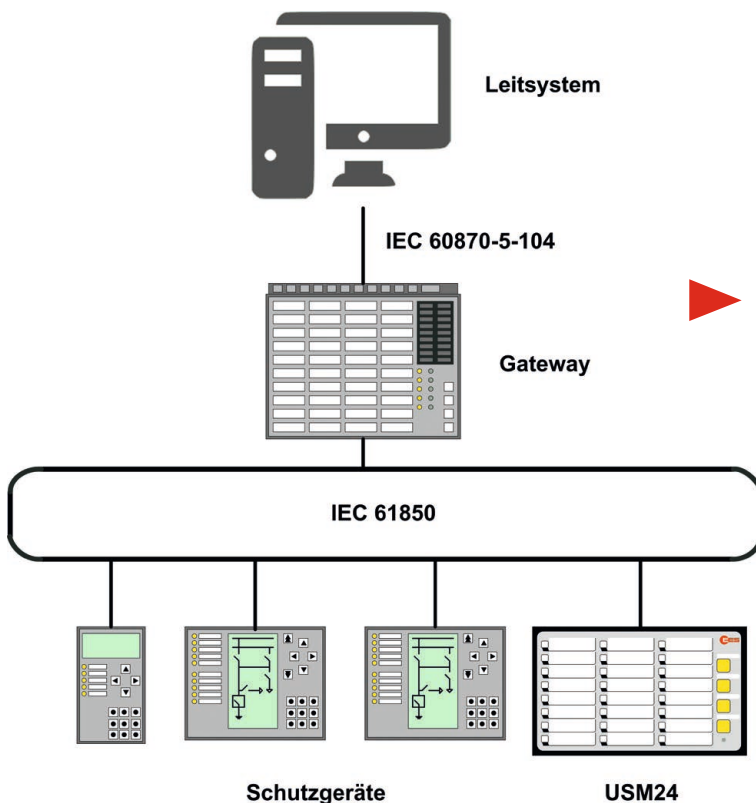 Leitsystem
IEC 60870-5-104
Gateway
IEC 61850
Schutzgeräte
USM24